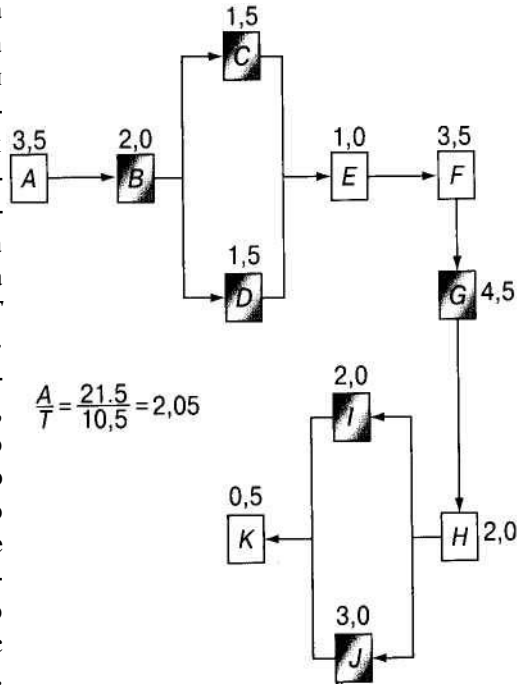 1,5
C
3,5
2,0
1,0
3,5
A
B
E
F
1,5
D
G
4,5
A/T = 21.5/10,5 = 2,05
2,0
I
0,5
K
H
2,0
3,0
J